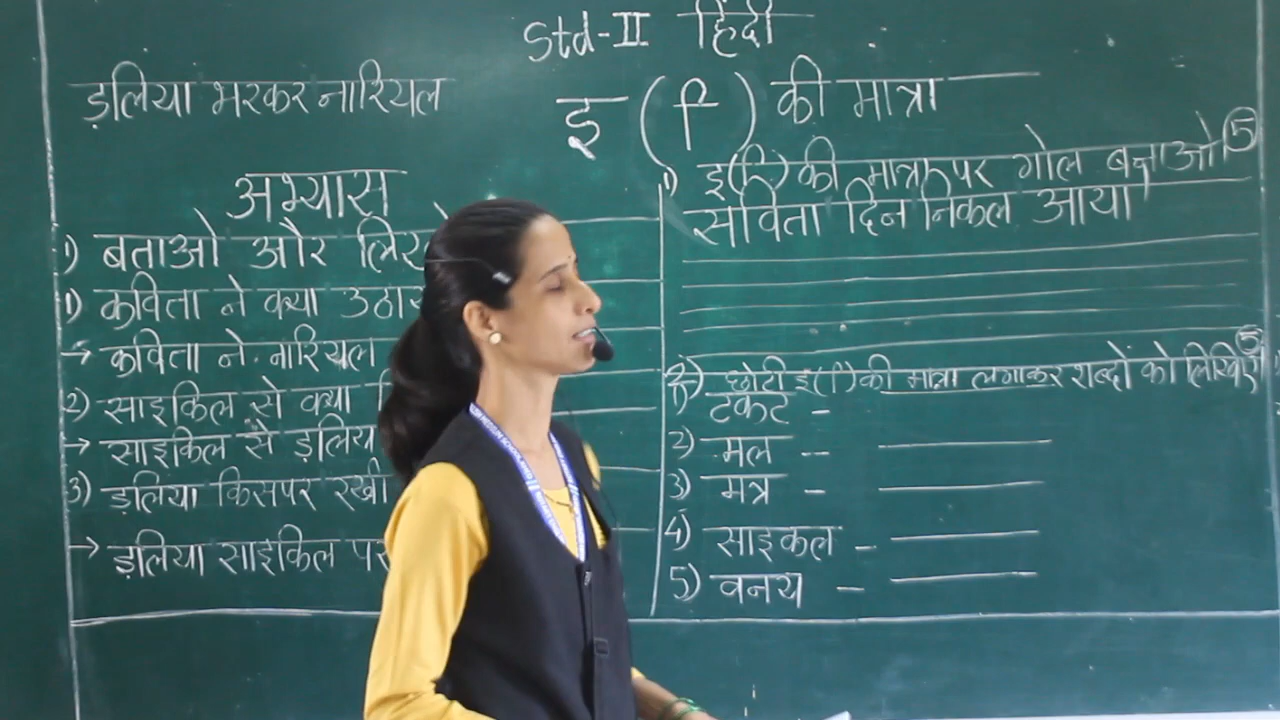 Std-II हिंदी
ड़लिया भरकर नारियल
इ (ि) की मात्रा
अभ्यास
1) बताओ और
1) कविता ने क्या
→ कविता ने नारियल
2) साइकिल से क्या
→ साइकिल से
3) ड़लिया किसपर रखी
→ ड़लिया साइकिल पर
1) इ(ि) की मात्रा पर गोल बनाओ 5
सविता दिन निकल आया
2) छोटी इ(ि) की मात्रा लगाकर शब्दों को लिखिए 5
1) टकट -
2) मल --
3) मत्र -
4) साइकल -
5) वनय -